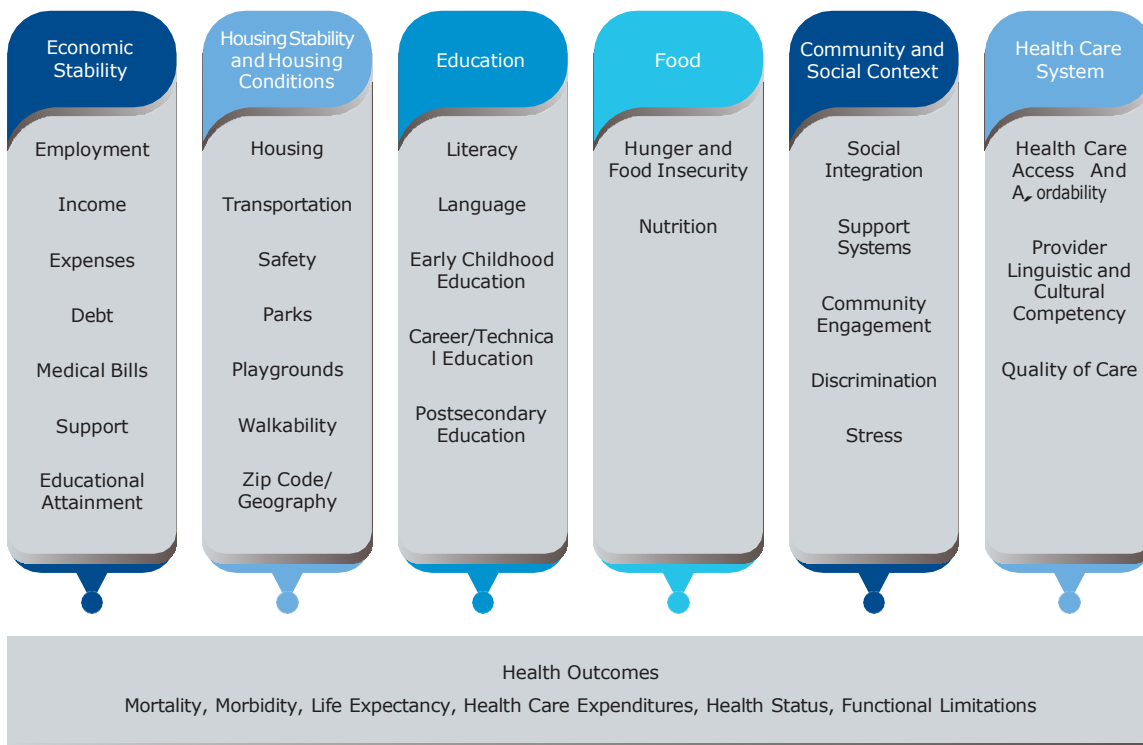 Economic
Stability
Employment
Income
Expenses
Debt
Medical Bills
Support
Educational
Attainment
Housing Stability
and Housing
Conditions
Housing
Transportation
Safety
Parks
Playgrounds
Walkability
Zip Code/
Geography
Education
Literacy
Language
Early Childhood
Education
Career/Technica
l Education
Postsecondary
Education
Food
Hunger and
Food Insecurity
Nutrition
Community and
Social Context
Social
Integration
Support
Systems
Community
Engagement
Discrimination
Stress
Health Care
System
Health Care
Access And
Provider
Linguistic and
Cultural
Competency
Quality of Care
Health Outcomes
Mortality, Morbidity, Life Expectancy, Health Care Expenditures, Health Status, Functional Limitations